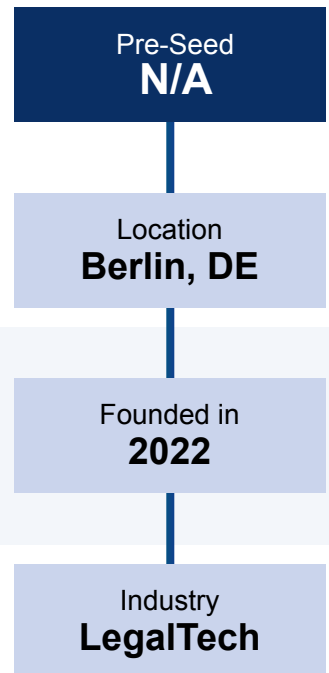 Pre-Seed
N/A
Location
Berlin, DE
Founded in
2022
Industry
LegalTech